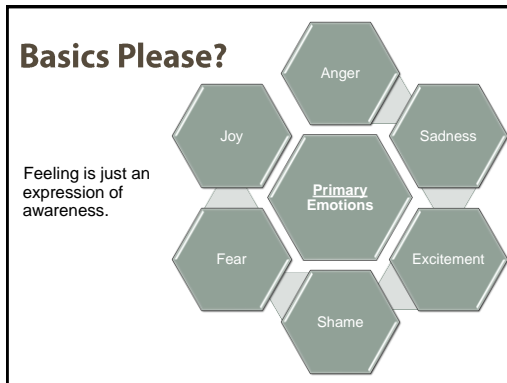 Basics Please?
Feeling is just an
expression of
awareness.
Primary
Emotions
Anger
Sadness
Excitement
Shame
Fear
Joy